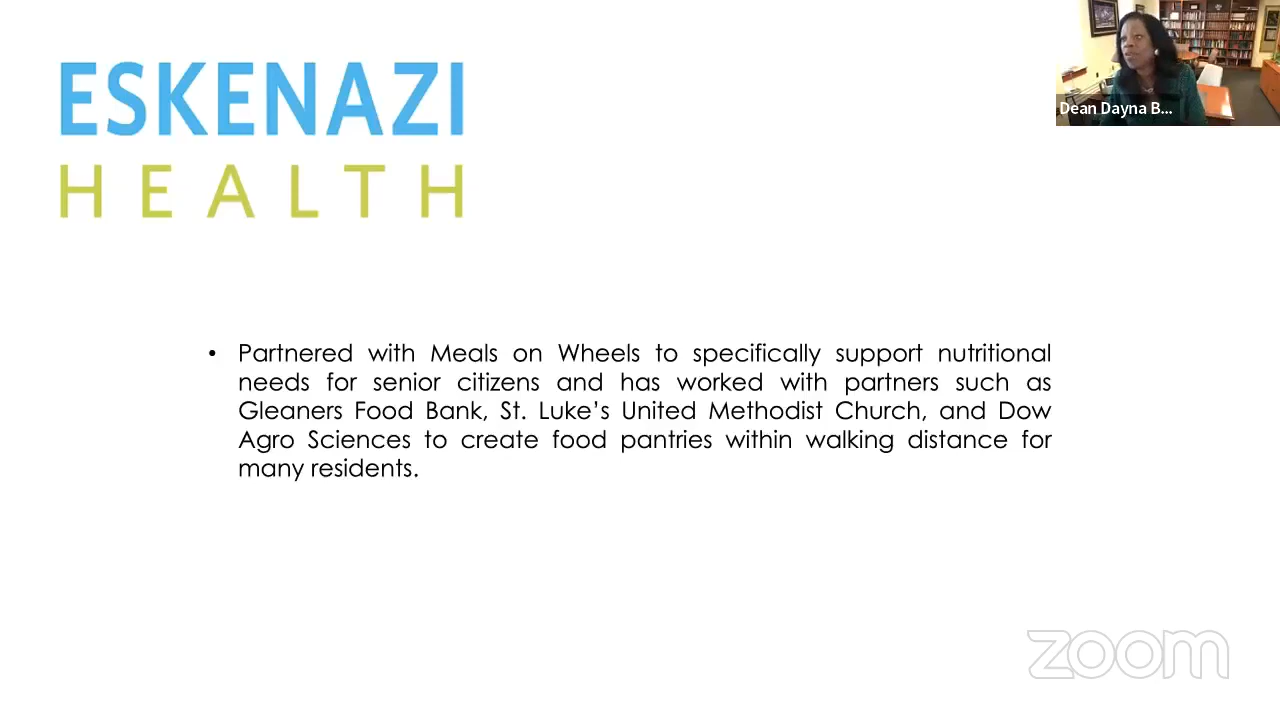 ESKENAZI
HEALTH
Dean Dayna B...
• Partnered with Meals on Wheels to specifically support nutritional
needs for senior citizens and has worked with partners such as
Gleaners Food Bank, St. Luke’s United Methodist Church, and Dow
Agro Sciences to create food pantries within walking distance for
many residents.
zoom